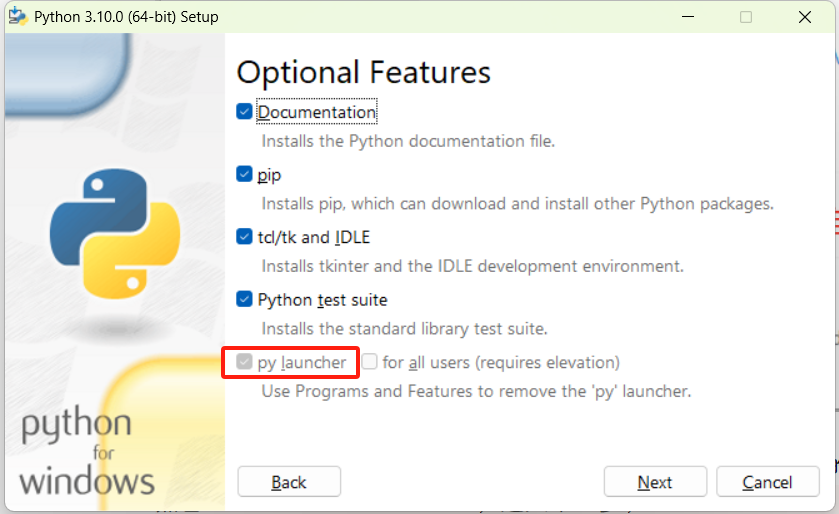 Python 3.10.0 (64-bit) Setup
Optional Features
Documentation
Installs the Python documentation file.
pip
Installs pip, which can download and install other Python packages.
tcl/tk and IDLE
Installs tkinter and the IDLE development environment.
Python test suite
Installs the standard library test suite.
py launcher for all users (requires elevation)
Use Programs and Features to remove the 'py' launcher.
python
for
windows
Back Next Cancel